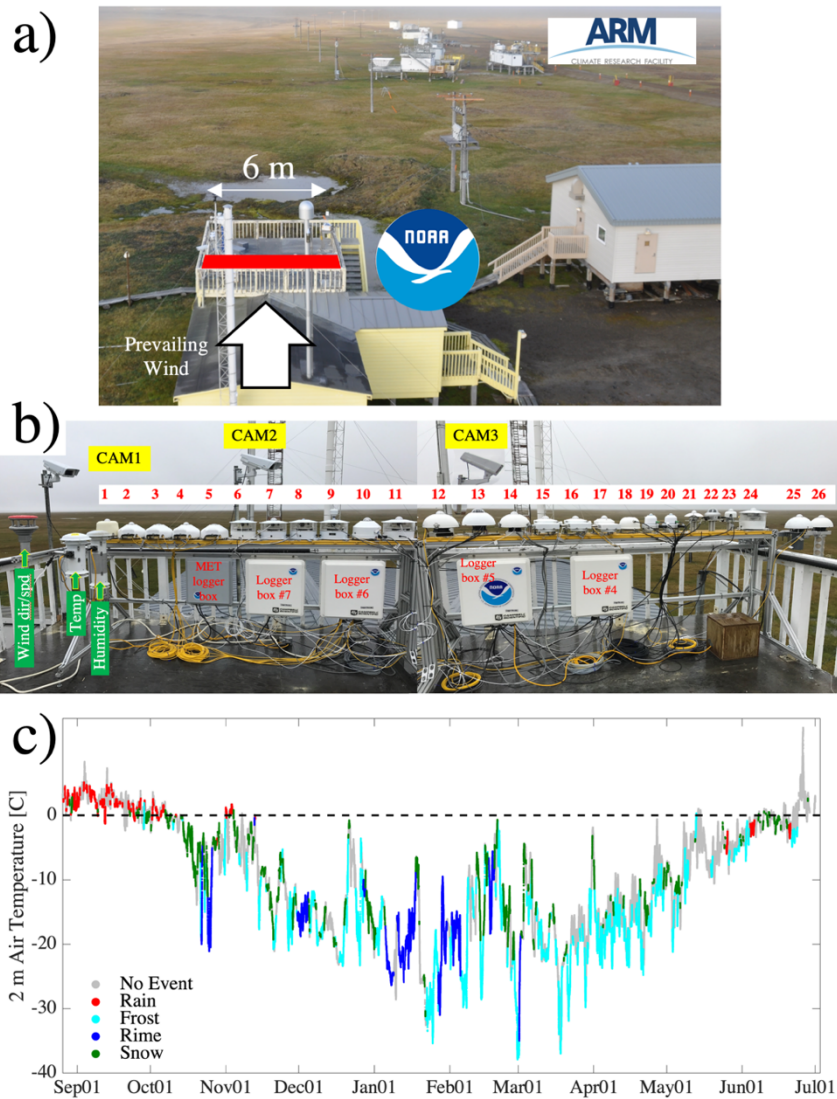 a)
ARM
CLIMATE RESEARCH FACILITY
6 m
NOAA
Prevailing
Wind
b)
CAM1
CAM2
CAM3
1 2 3 4 5 6 7 8 9 10 11 12 13 14 15 16 17 18 19 20 21 22 23 24 25 26
Wind dir/spd
Temp
Humidity
MET
logger
box
Logger
box #7
Logger
box #6
Logger
box #5
NOAA
Logger
box #4
c)
2 m Air Temperature [C]
0
-10
-20
-30
-40
No Event
Rain
Frost
Rime
Snow
Sep01 Oct01 Nov01 Dec01 Jan01 Feb01 Mar01 Apr01 May01 Jun01 Jul01